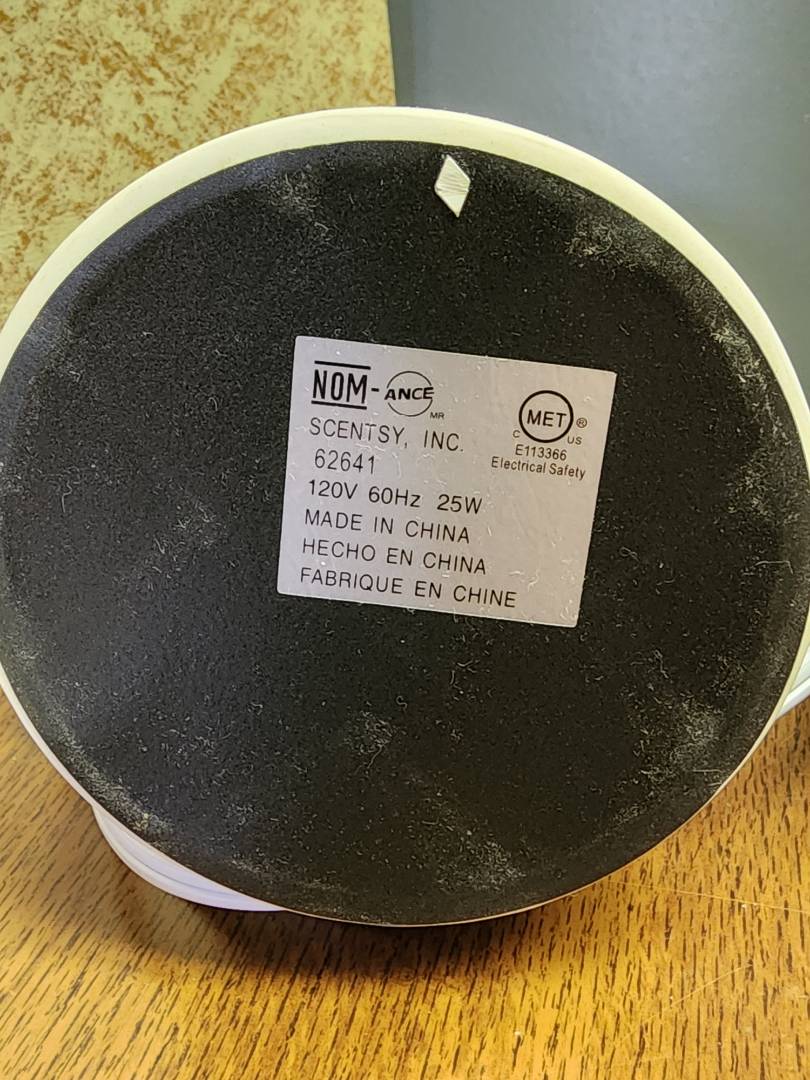 NOM-ANCE
MR
MET®
C US
E113366
Electrical Safety
SCENTSY, INC.
62641
120V 60Hz 25W
MADE IN CHINA
HECHO EN CHINA
FABRIQUE EN CHINE